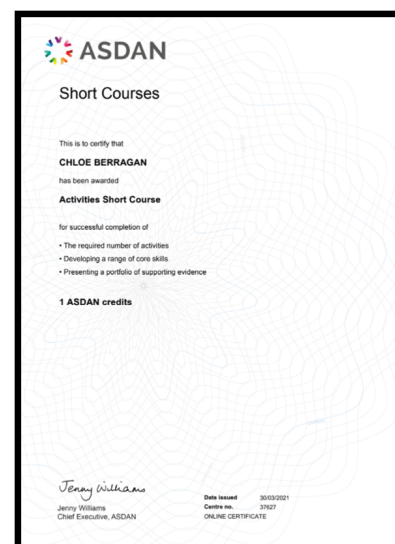 ASDAN
Short Courses
This is to certify that
CHLOE BERRAGAN
has been awarded
Activities Short Course
for successful completion of
• The required number of activities
• Developing a range of core skills
• Presenting a portfolio of supporting evidence
1 ASDAN credits
Jenny Williams
Jenny Williams
Chief Executive, ASDAN
Date issued 30/03/2021
Centre no. 37627
ONLINE CERTIFICATE